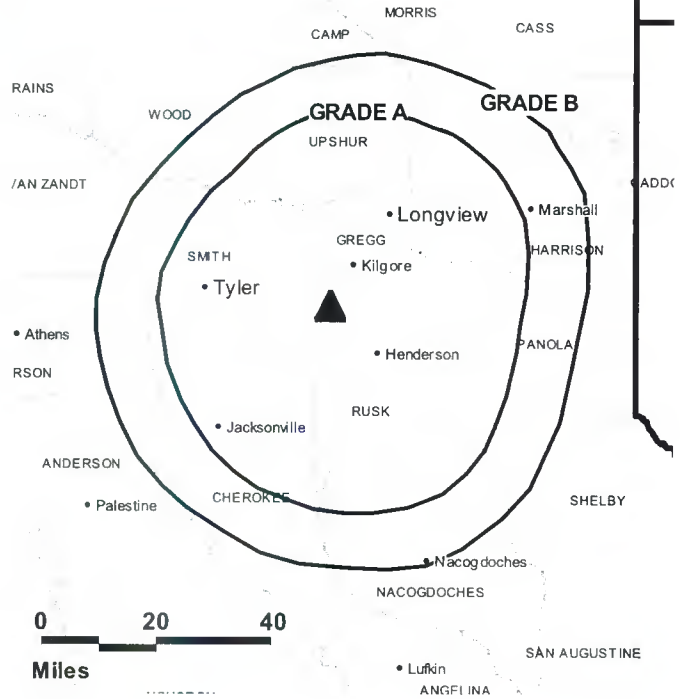 MORRIS
CAMP
CASS
RAINS
WOOD
GRADE A
GRADE B
UPSHUR
/AN ZANDT
ADDO
Longview
Marshall
GREGG
HARRISON
SMITH
Kilgore
Tyler
Athens
Henderson
PANOLA
RSON
RUSK
Jacksonville
ANDERSON
CHEROKEE
Palestine
SHELBY
Nacogdoches
NACOGDOCHES
0 20 40
Miles
SAN AUGUSTINE
Lufkin
ANGELINA